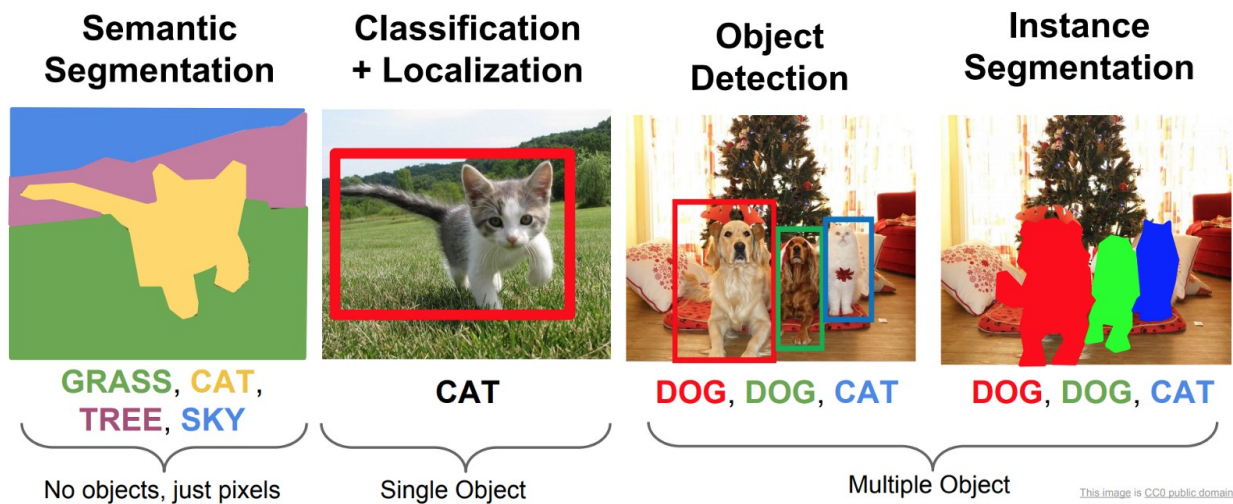 Semantic
Segmentation
Classification
+ Localization
Object
Detection
Instance
Segmentation
GRASS, CAT,
TREE, SKY
CAT
DOG, DOG, CAT
DOG, DOG, CAT
No objects, just pixels
Single Object
Multiple Object
This image is CC0 public domain